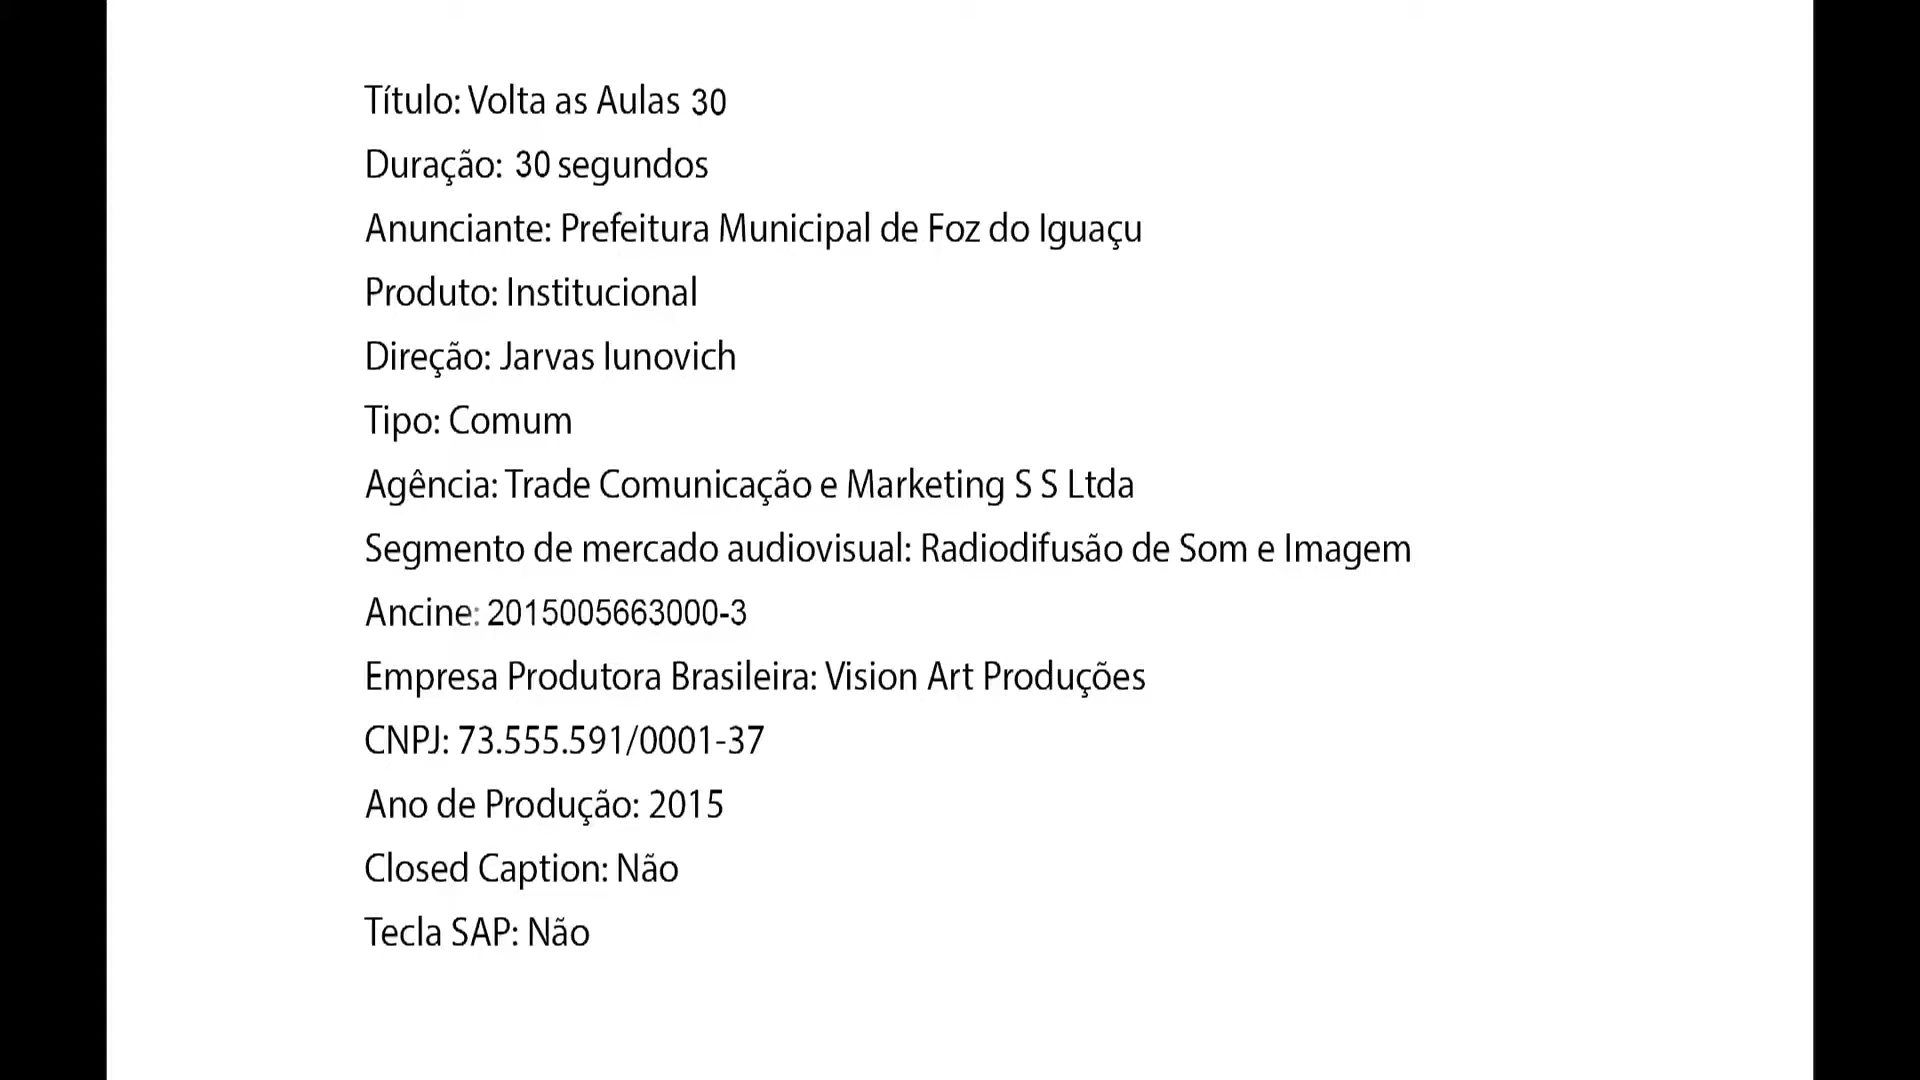 Título: Volta as Aulas 30
Duração: 30 segundos
Anunciante: Prefeitura Municipal de Foz do Iguaçu
Produto: Institucional
Direção: Jarvas Iunovich
Tipo: Comum
Agência: Trade Comunicação e Marketing S S Ltda
Segmento de mercado audiovisual: Radiodifusão de Som e Imagem
Ancine: 2015005663000-3
Empresa Produtora Brasileira: Vision Art Produções
CNPJ: 73.555.591/0001-37
Ano de Produção: 2015
Closed Caption: Não
Tecla SAP: Não